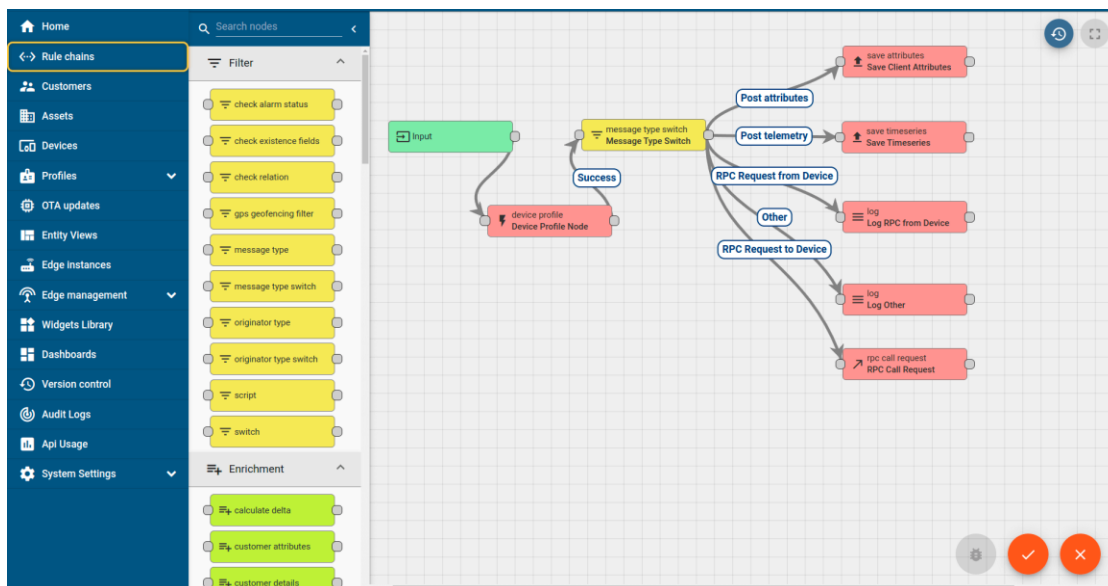 Home
Rule chains
Customers
Assets
Devices
Profiles
OTA updates
Entity Views
Edge instances
Edge management
Widgets Library
Dashboards
Version control
Audit Logs
Api Usage
System Settings
Search nodes
Filter
check alarm status
check existence fields
check relation
gps geofencing filter
message type
message type switch
originator type
originator type switch
script
switch
Enrichment
calculate delta
customer attributes
customer details
Input
device profile
Device Profile Node
Success
message type switch
Message Type Switch
Post attributes
Post telemetry
RPC Request from Device
Other
RPC Request to Device
save attributes
Save Client Attributes
save timeseries
Save Timeseries
log
Log RPC from Device
log
Log Other
rpc call request
RPC Call Request